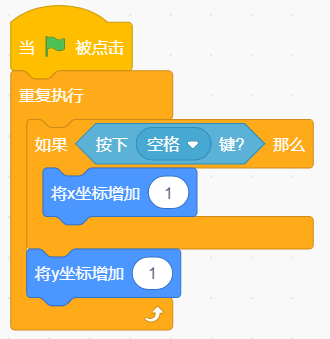 当 被点击
重复执行
如果 按下 空格 键? 那么
将x坐标增加 1
将y坐标增加 1